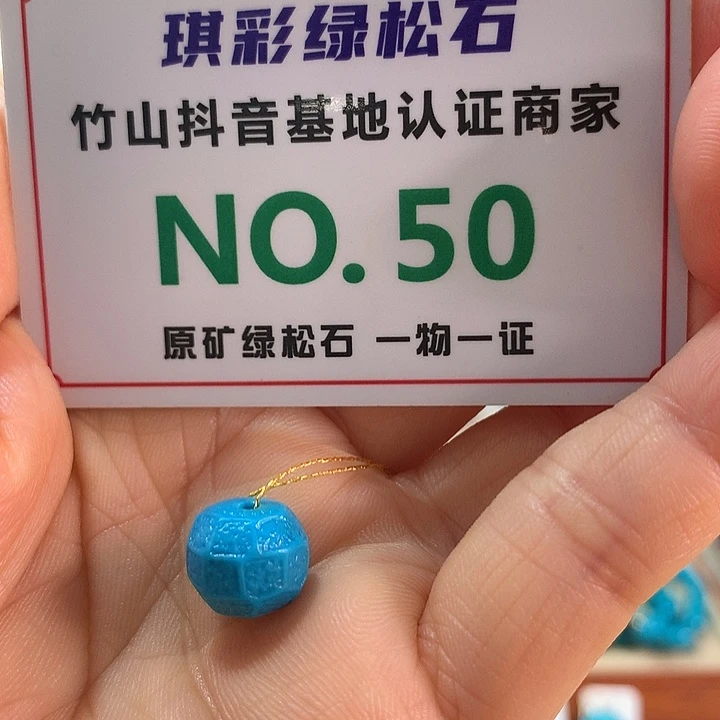 琪彩绿松石
竹山抖音基地认证商家
NO. 50
原矿绿松石 一物一证